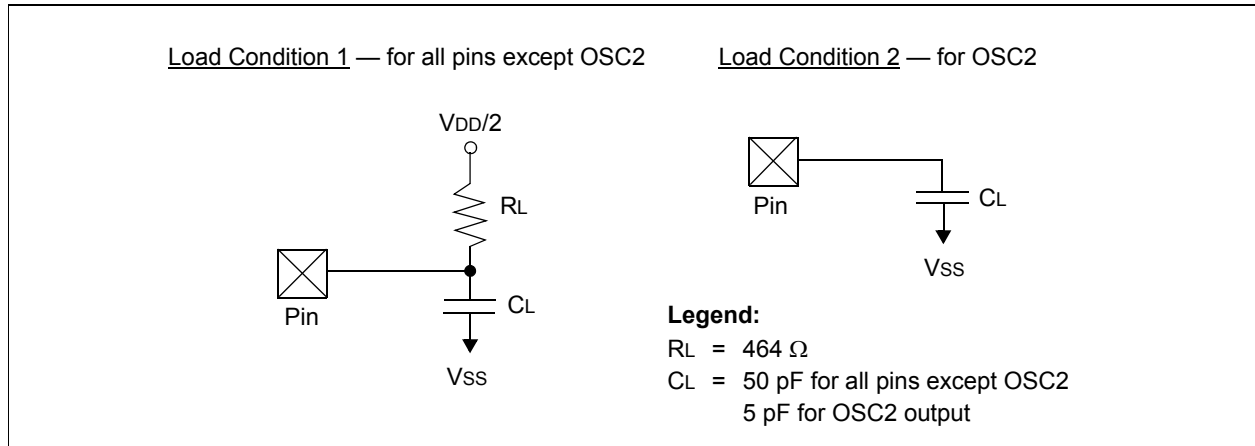 Load Condition 1 — for all pins except OSC2
VDD/2
RL
Pin
CL
VSS
Load Condition 2 — for OSC2
Pin
CL
VSS
Legend:
RL = 464 Ω
CL = 50 pF for all pins except OSC2
5 pF for OSC2 output